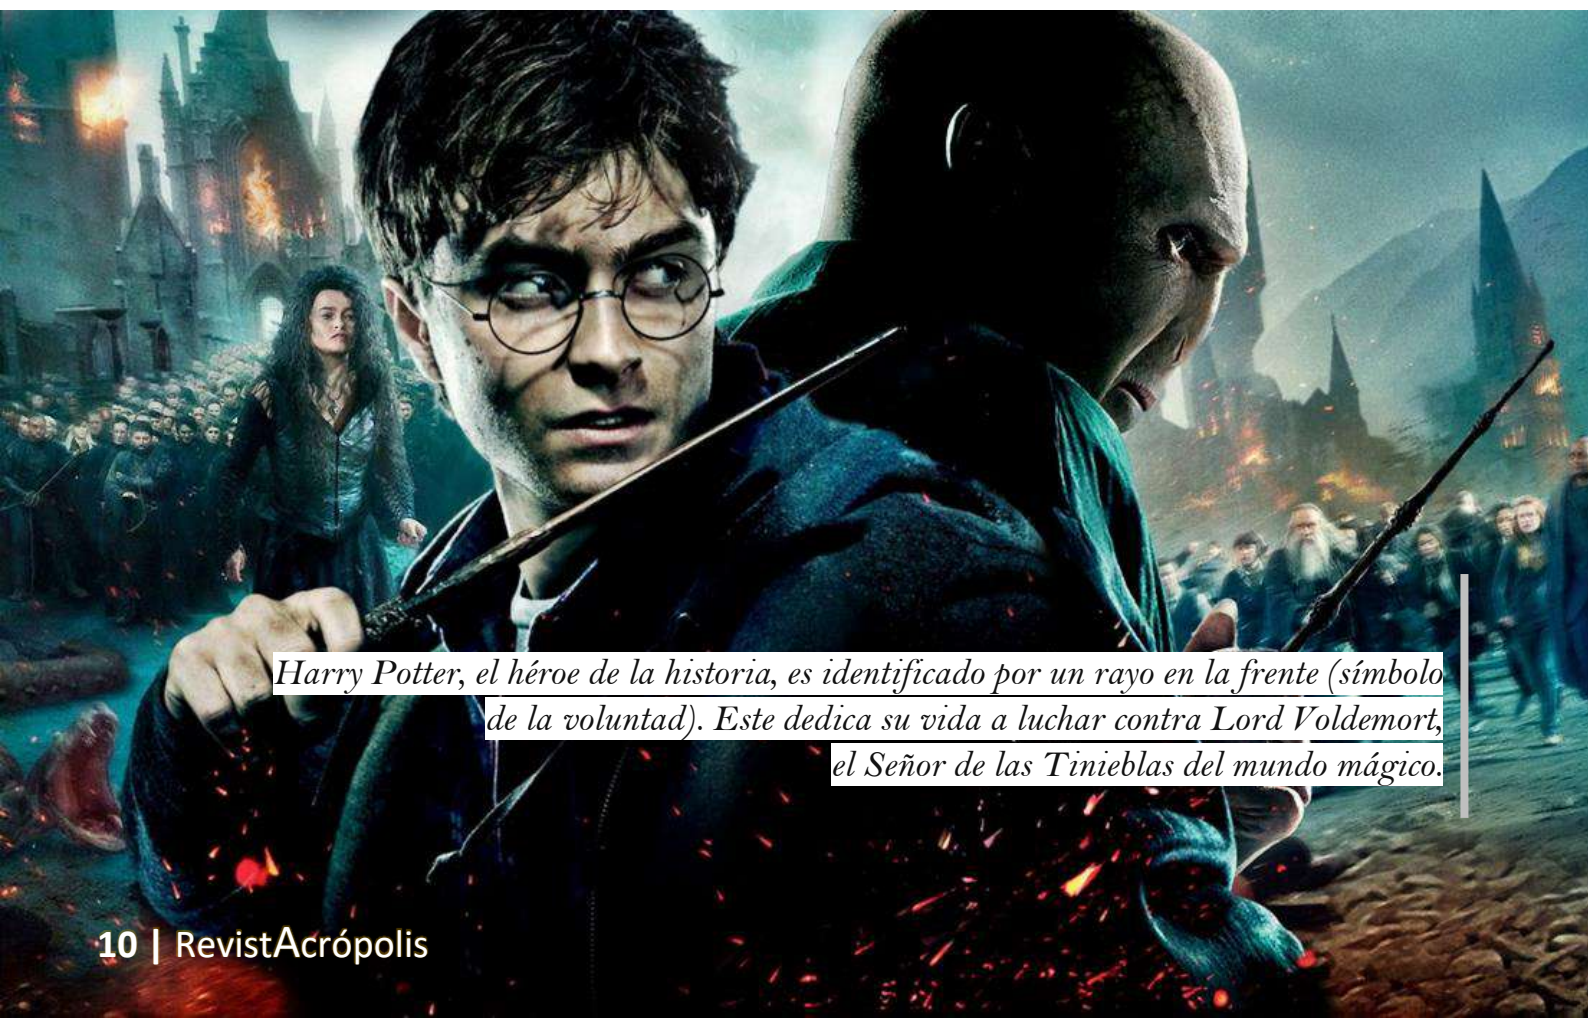 Harry Potter, el héroe de la historia, es identificado por un rayo en la frente (símbolo
de la voluntad). Este dedica su vida a luchar contra Lord Voldemort,
el Señor de las Tinieblas del mundo mágico.
10 | RevistAcrópolis